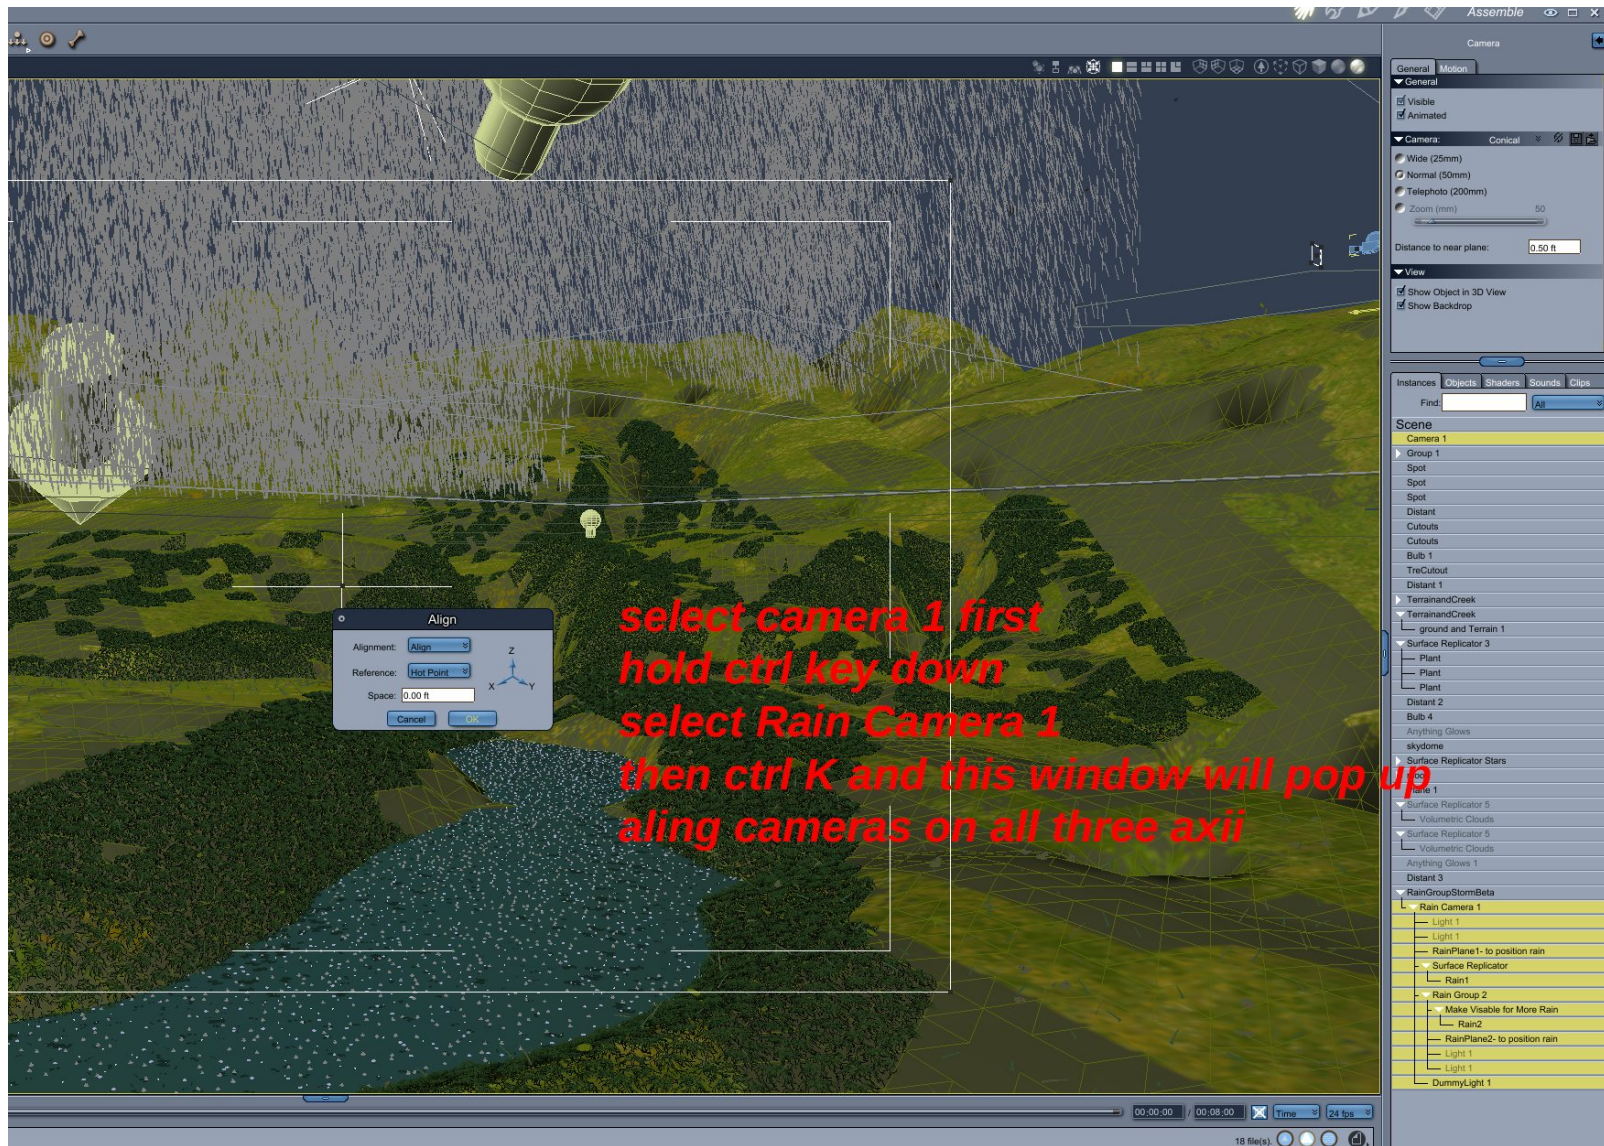 Assemble
Camera
General Motion
General
Visible
Animated
Camera: Conical
Wide (25mm)
Normal (50mm)
Telephoto (200mm)
Zoom (mm) 50
Distance to near plane: 0.50 ft
View
Show Object in 3D View
Show Backdrop
Instances Objects Shaders Sounds Clips
Find: All
Scene
Camera 1
Group 1
Spot
Spot
Spot
Distant
Cutouts
Cutouts
Bulb 1
TreCutout
Distant 1
TerrainandCreek
TerrainandCreek
ground and Terrain 1
Surface Replicator 3
Plant
Plant
Plant
Distant 2
Bulb 4
Anything Glows
skydome
Surface Replicator Stars
Surface Replicator 5
Volumetric Clouds
Surface Replicator 5
Volumetric Clouds
Anything Glows 1
Distant 3
RainGroupStormBeta
Rain Camera 1
Light 1
Light 1
RainPlane1- to position rain
Surface Replicator
Rain1
Rain Group 2
Make Visable for More Rain
Rain2
RainPlane2- to position rain
Light 1
Light 1
DummyLight 1
Align
Alignment: Align
Reference: Hot Point
Space: 0.00 ft
Cancel OK
Z
X Y
select camera 1 first
hold ctrl key down
select Rain Camera 1
then ctrl K and this window will pop up
aling cameras on all three axii
00:00:00 / 00:08:00 Time 24 fps
18 file(s).